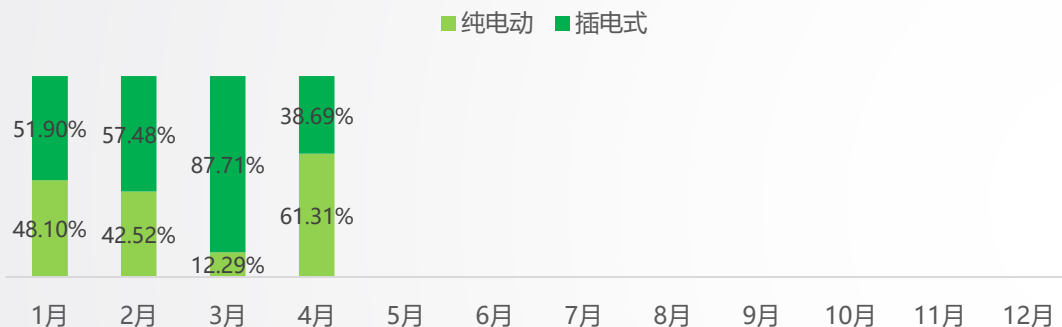 纯电动 插电式
51.90% 57.48% 87.71% 38.69%
48.10% 42.52% 12.29% 61.31%
1月 2月 3月 4月 5月 6月 7月 8月 9月 10月 11月 12月